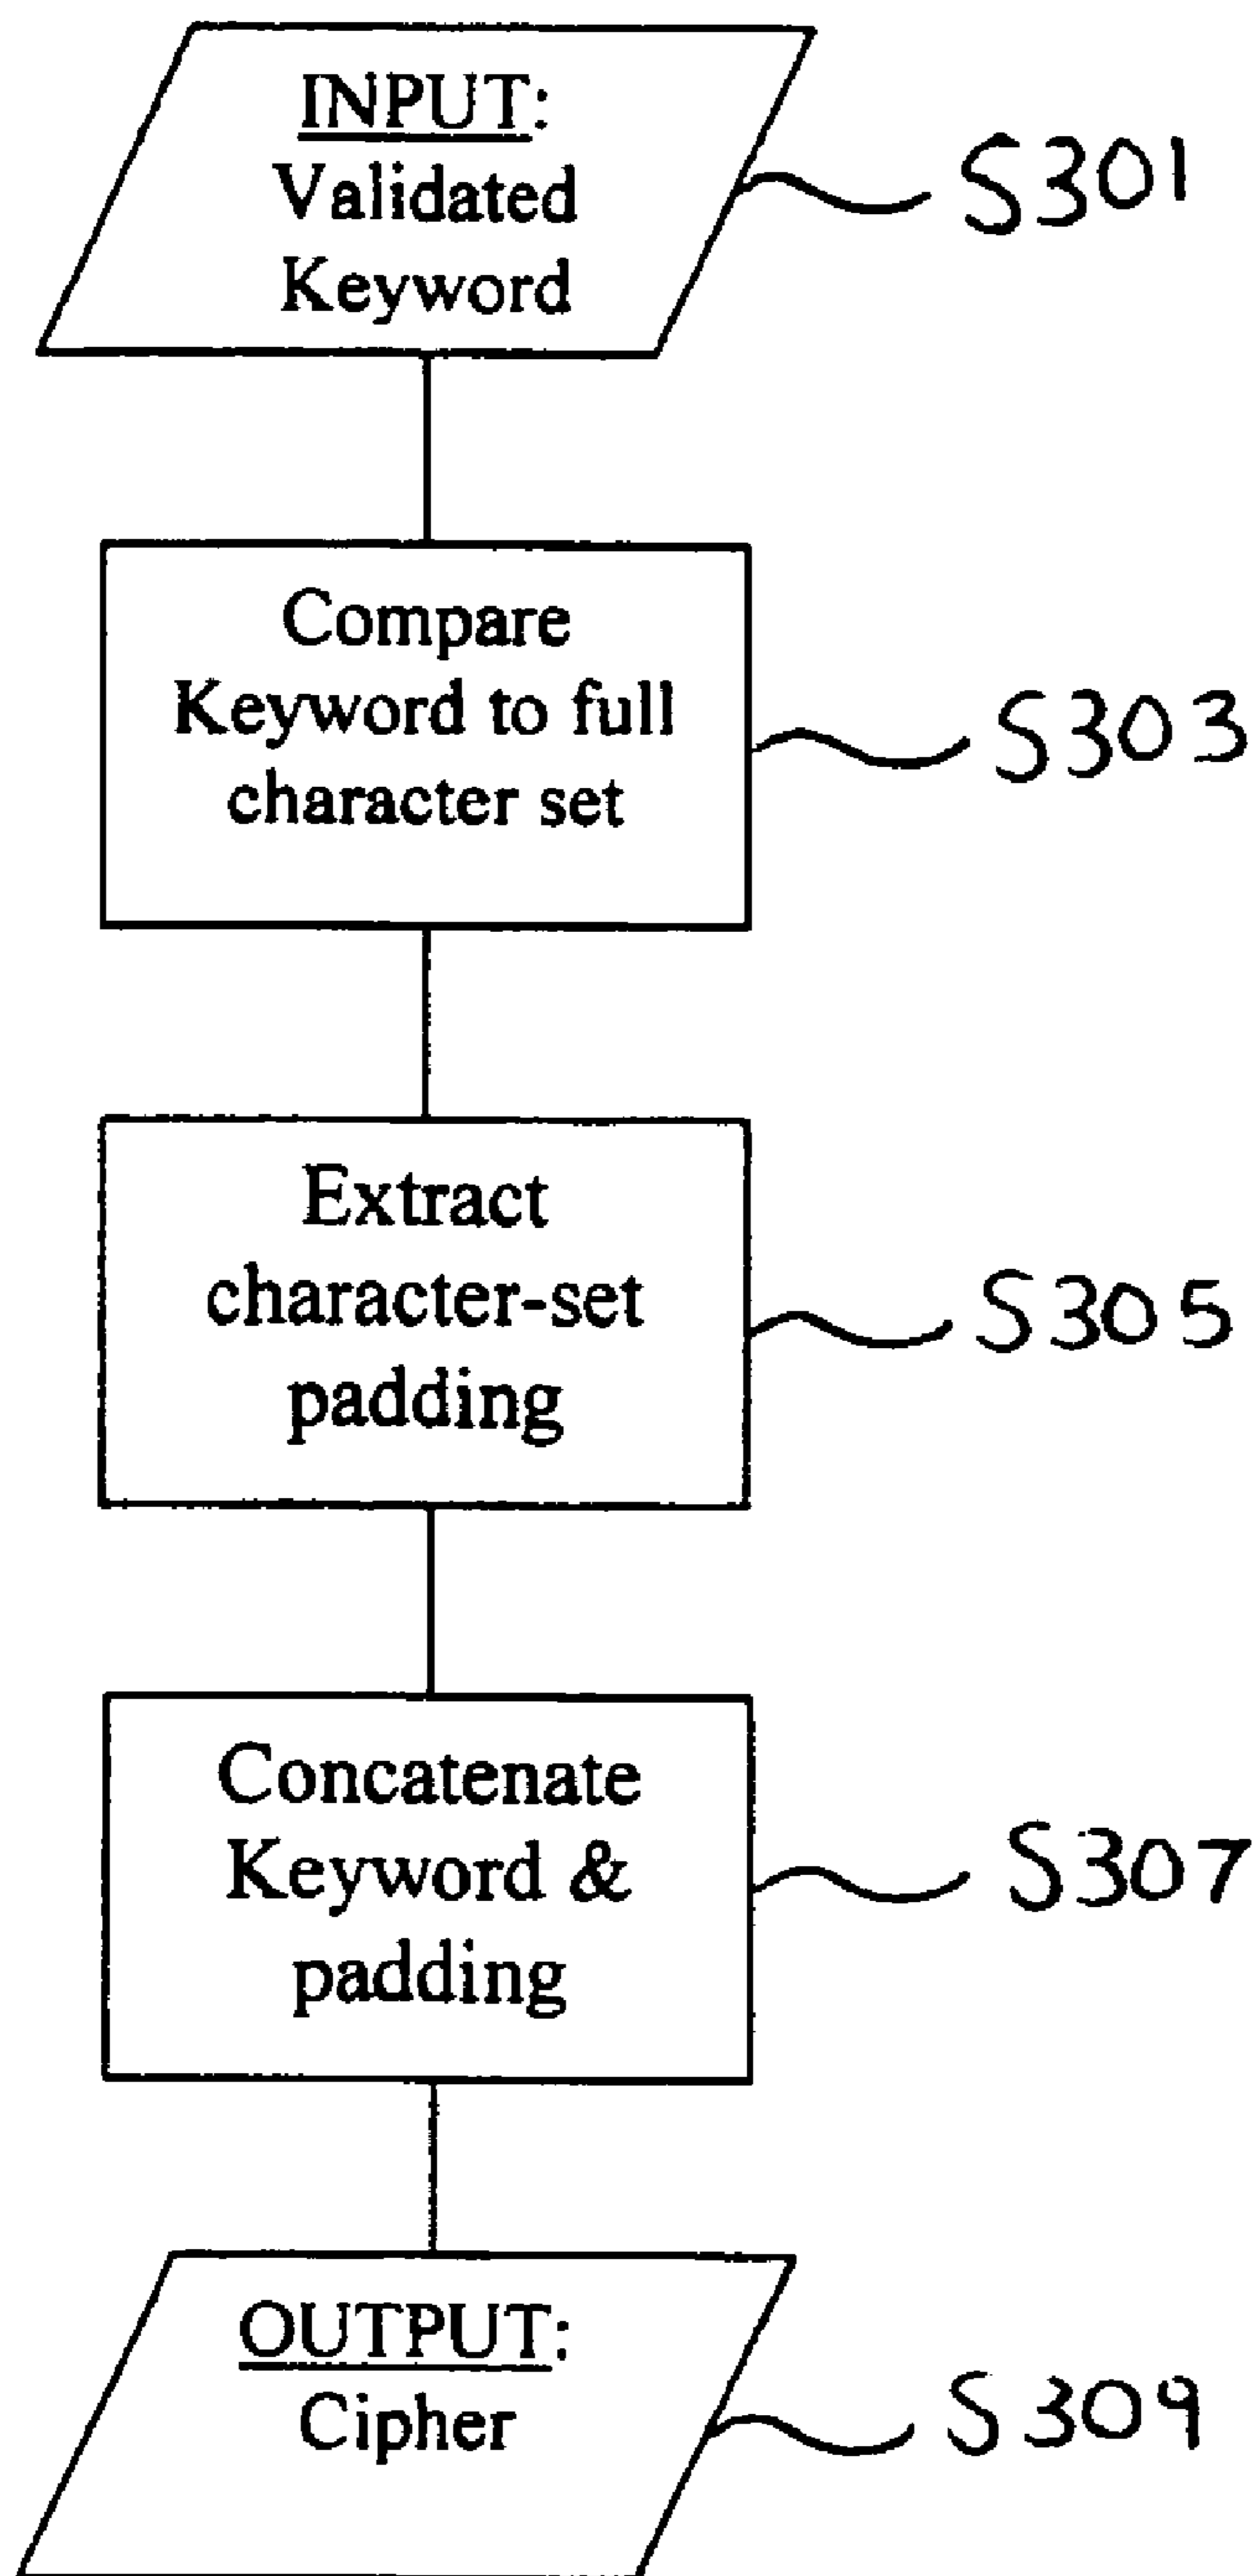 INPUT:
Validated
Keyword
S301
Compare
Keyword to full
character set
S303
Extract
character-set
padding
S305
Concatenate
Keyword &
padding
S307
OUTPUT:
Cipher
S309